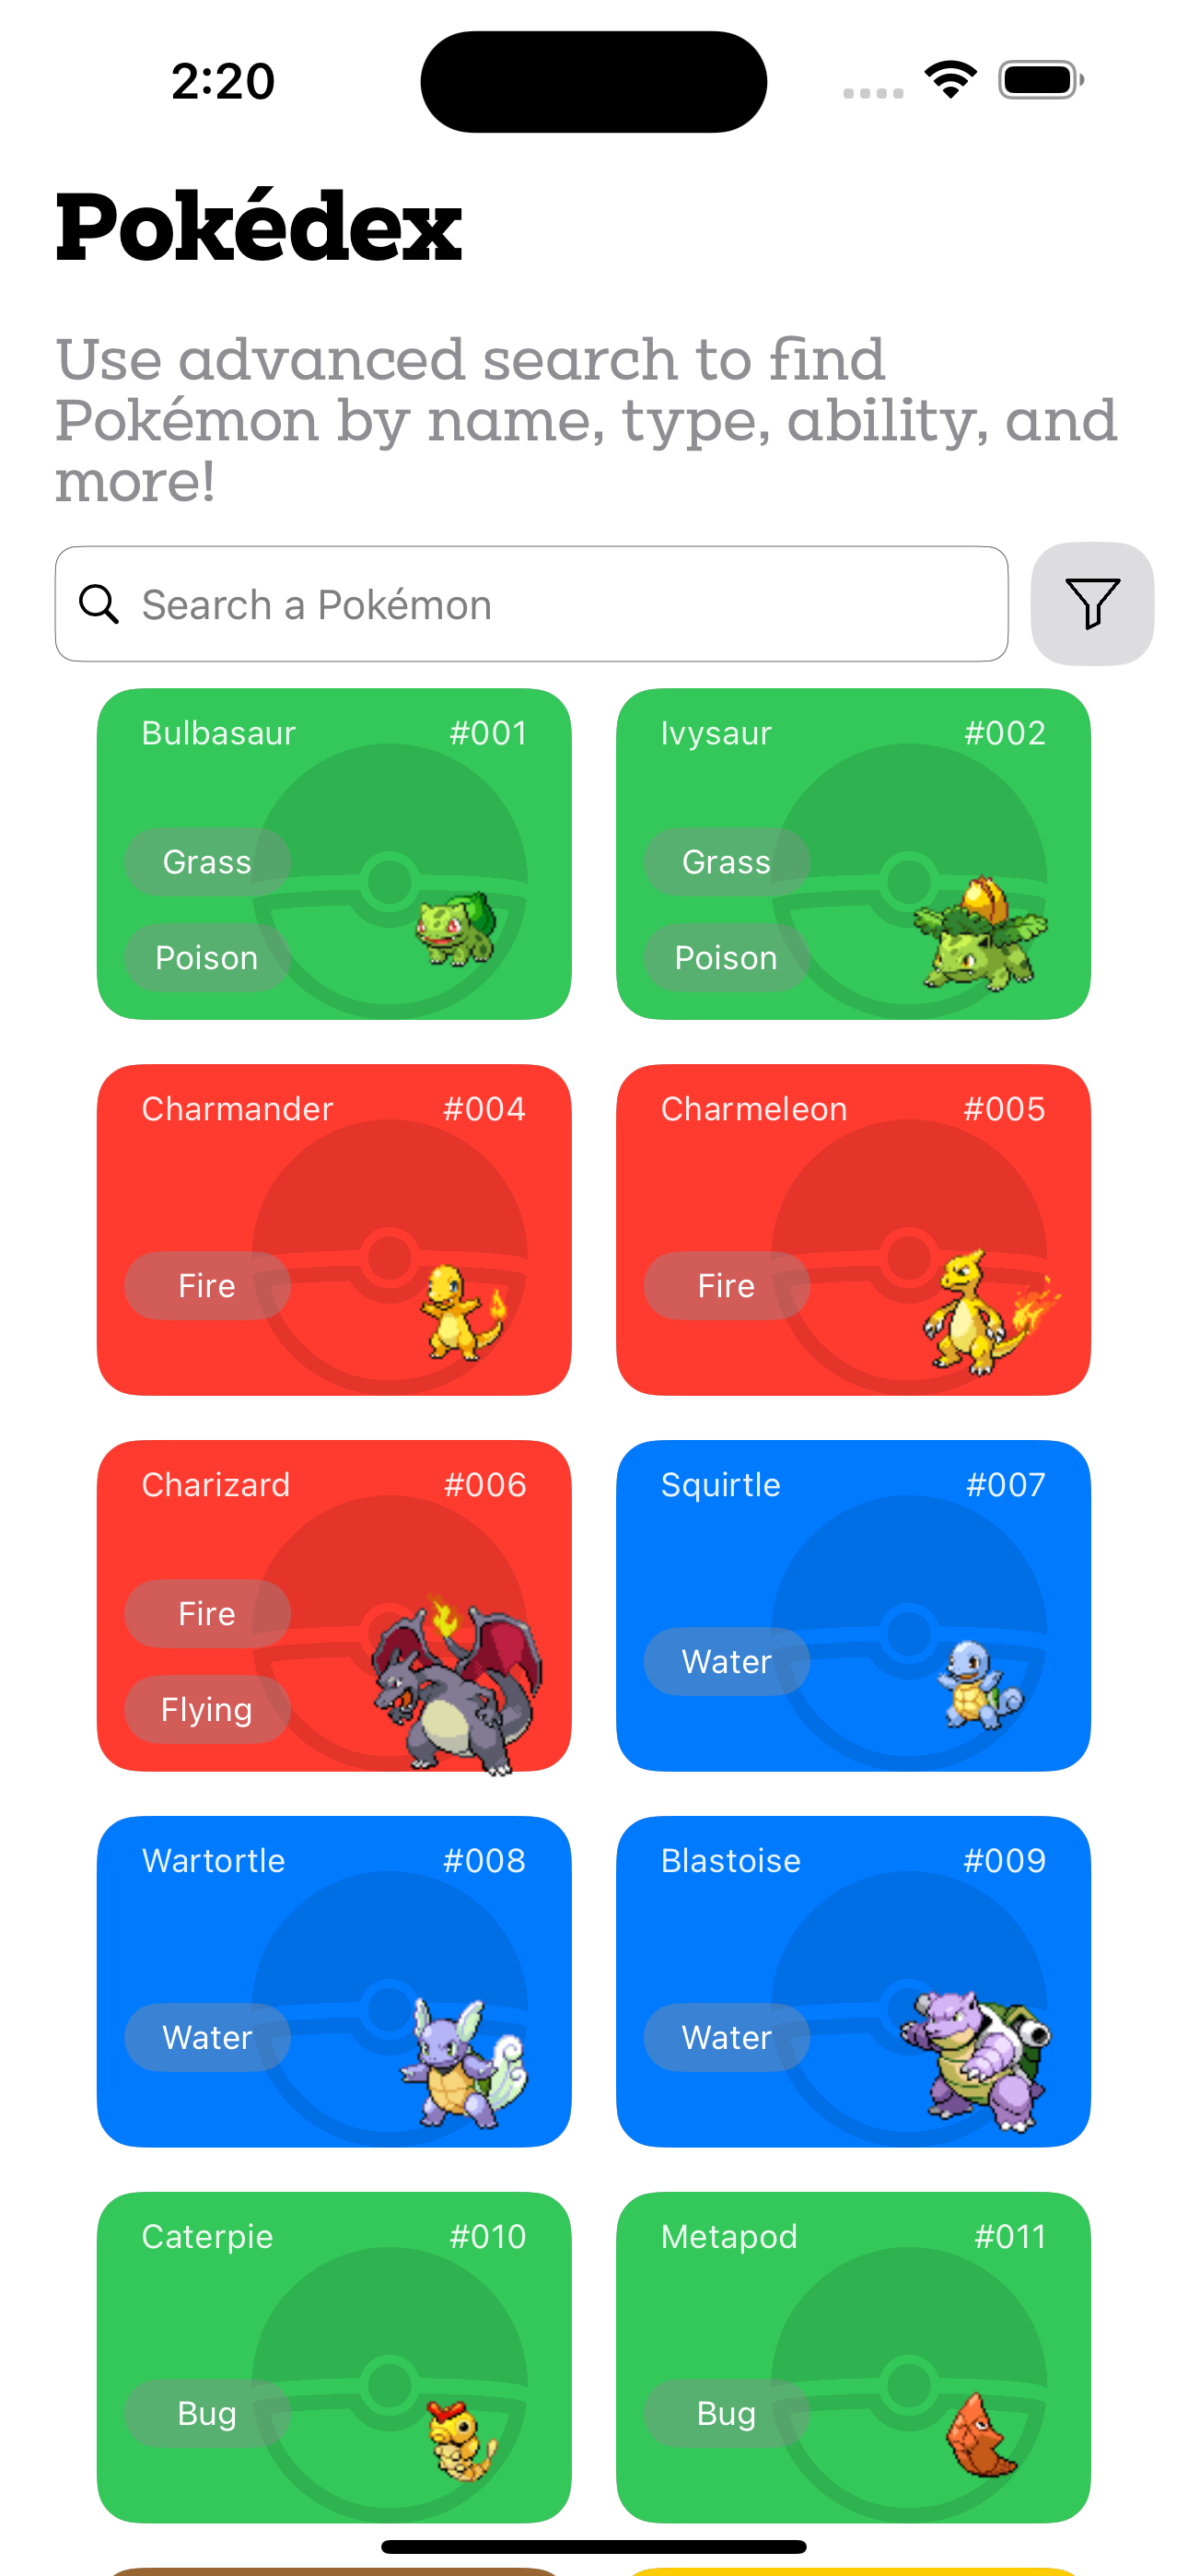 2:20
Pokédex
Use advanced search to find
Pokémon by name, type, ability, and
more!
Search a Pokémon
Bulbasaur #001
Grass
Poison
Ivysaur #002
Grass
Poison
Charmander #004
Fire
Charmeleon #005
Fire
Charizard #006
Fire
Flying
Squirtle #007
Water
Wartortle #008
Water
Blastoise #009
Water
Caterpie #010
Bug
Metapod #011
Bug